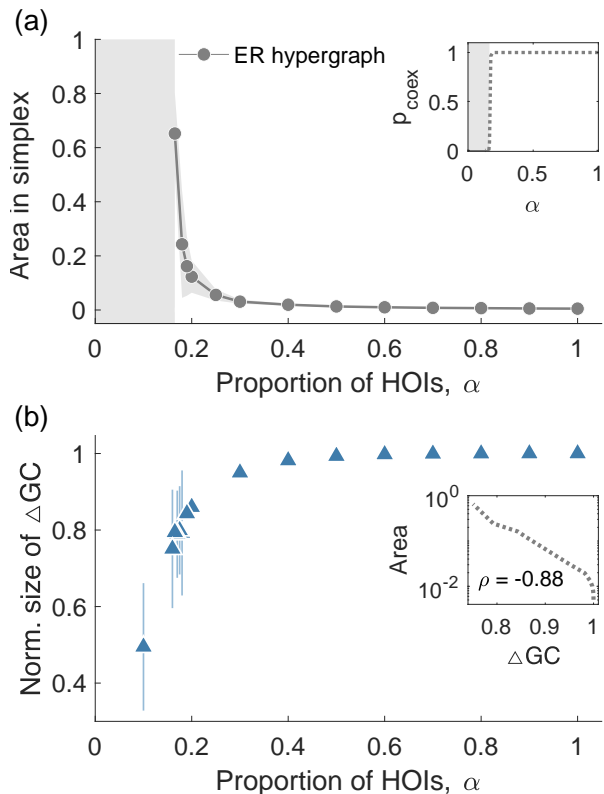 (a)
ER hypergraph
Area in simplex
1
0.8
0.6
0.4
0.2
0
0
0.2
0.4
0.6
0.8
1
Proportion of HOIs, α
p_coex
1
0.5
0
0
0.5
1
α
(b)
Norm. size of △GC
1
0.8
0.6
0.4
0
0.2
0.4
0.6
0.8
1
Proportion of HOIs, α
Area
10^0
10^-2
ρ = -0.88
0.8
0.9
1
△GC